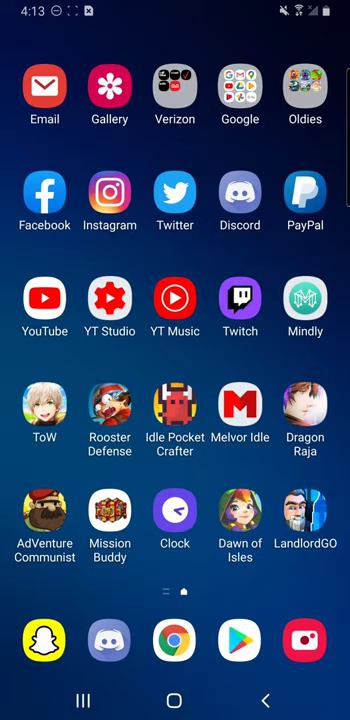 4:13
Email Gallery Verizon Google Oldies
Facebook Instagram Twitter Discord PayPal
YouTube YT Studio YT Music Twitch Mindly
ToW Rooster Defense Idle Pocket Crafter Melvor Idle Dragon Raja
AdVenture Communist Mission Buddy Clock Dawn of Isles LandlordGO